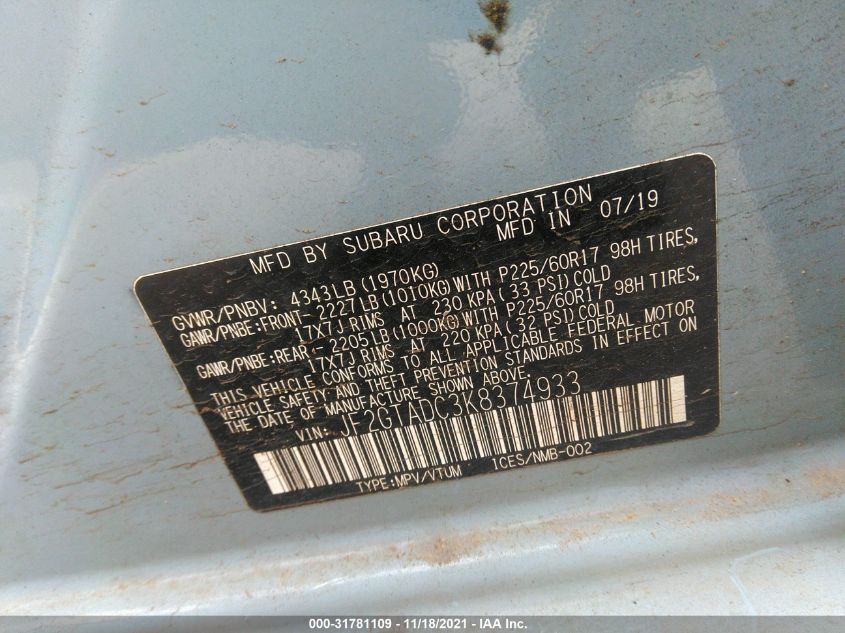 MFD BY SUBARU CORPORATION
MFD IN 07/19
GVWR/PNBV: 4343LB (1970KG)
GAWR/PNBE:FRONT- 2227LB (1010KG) WITH P225/60R17 98H TIRES,
17X7J RIMS AT 230 KPA (33 PSI) COLD
GAWR/PNBE:REAR - 2205LB (1000KG) WITH P225/60R17 98H TIRES,
17X7J RIMS AT 220 KPA (32 PSI) COLD
THIS VEHICLE CONFORMS TO ALL APPLICABLE FEDERAL MOTOR
VEHICLE SAFETY AND THEFT PREVENTION STANDARDS IN EFFECT ON
THE DATE OF MANUFACTURE SHOWN ABOVE.
VIN: JF2GTADC3K8374933
TYPE:MPV/VTUM ICES/NMB-002
000-31781109 - 11/18/2021 - IAA Inc.